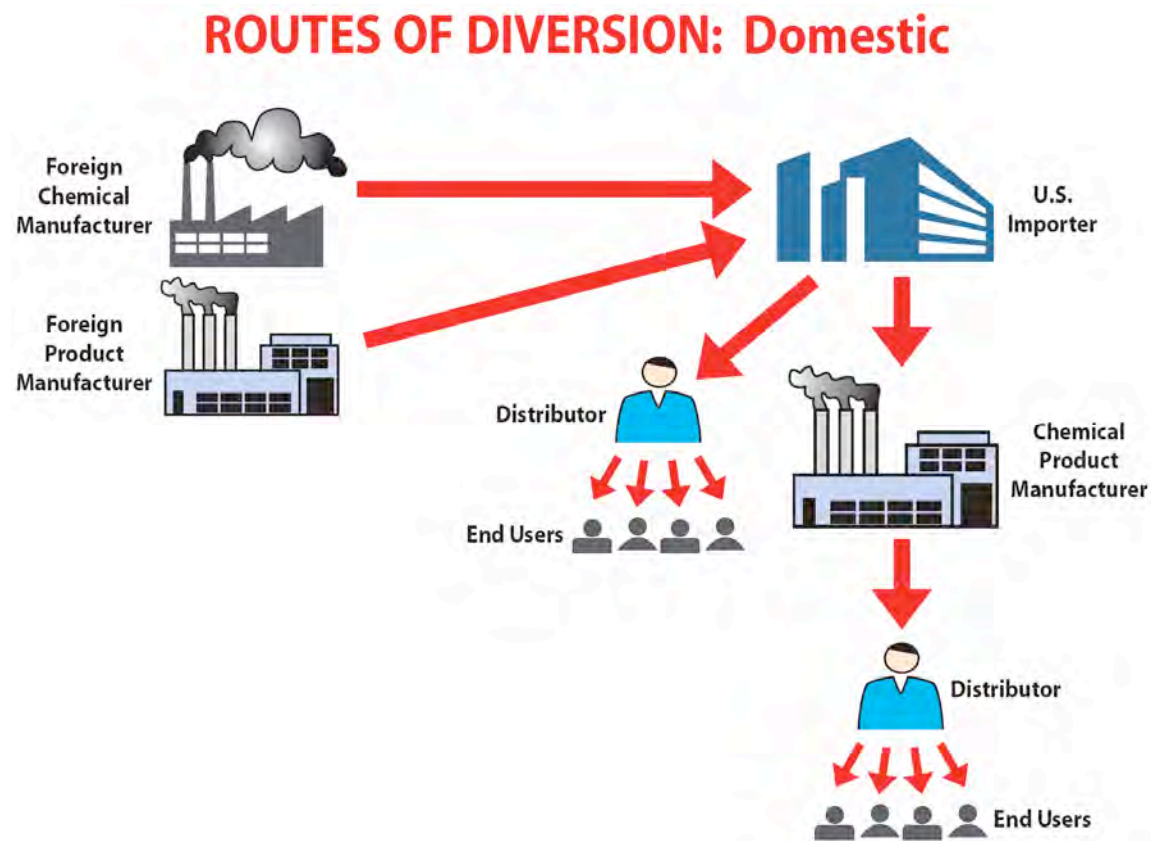 ROUTES OF DIVERSION: Domestic
Foreign
Chemical
Manufacturer
U.S.
Importer
Foreign
Product
Manufacturer
Distributor
Chemical
Product
Manufacturer
End Users
Distributor
End Users